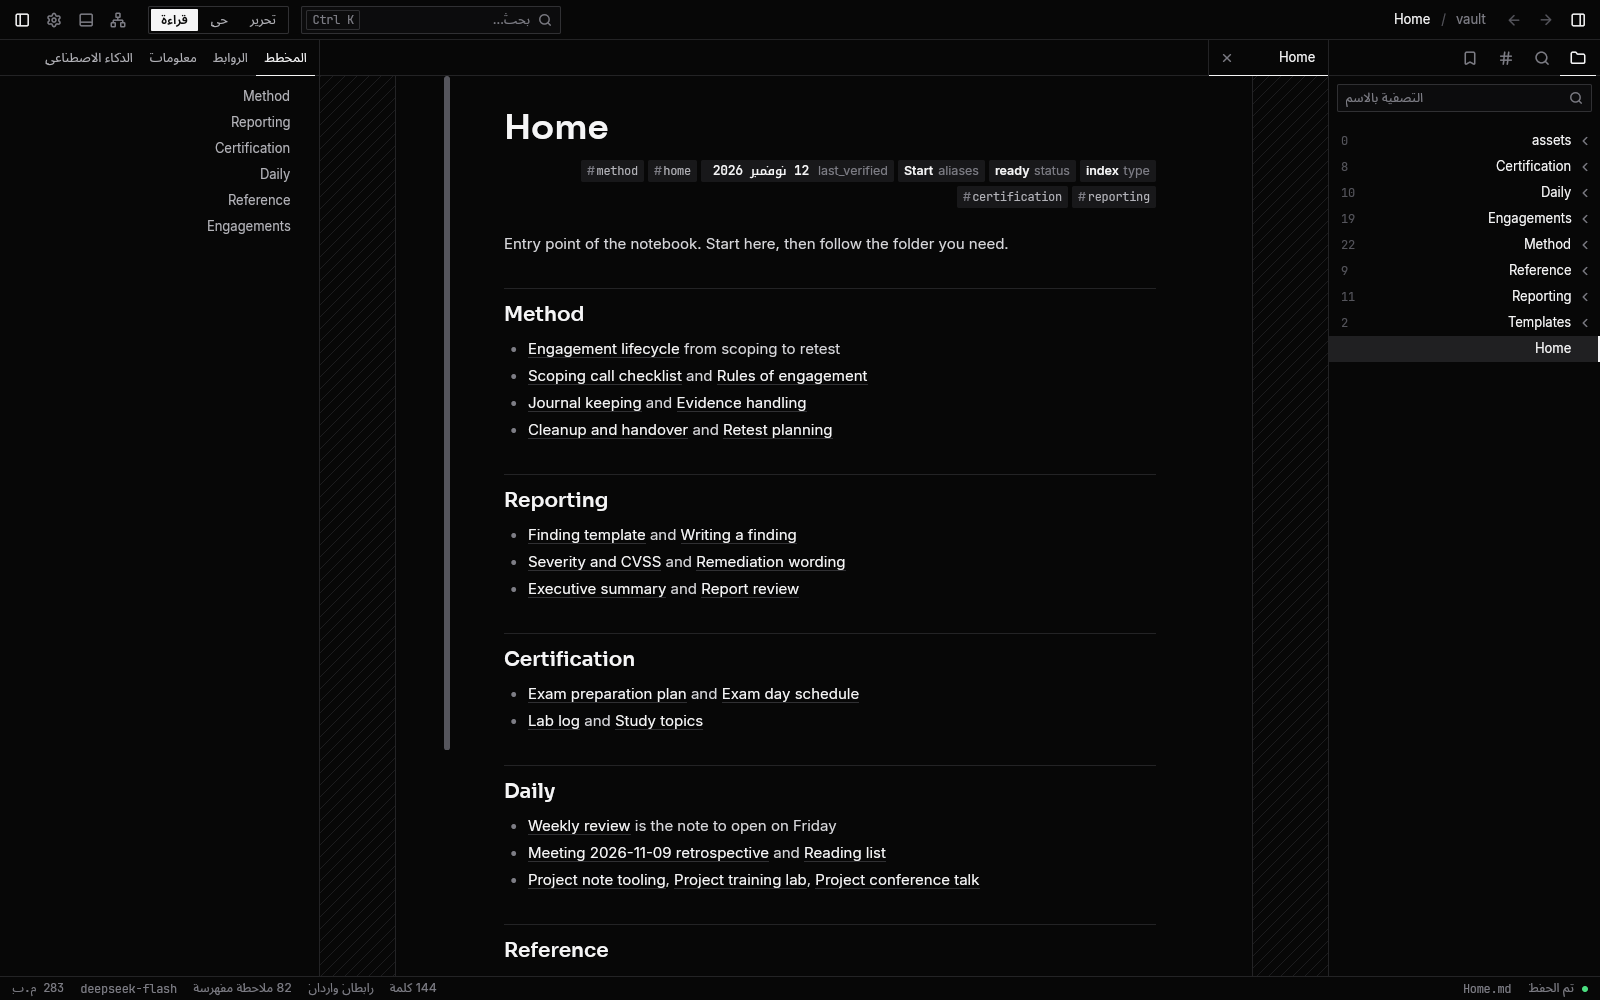 vault / Home
بحث... Ctrl K
تحرير حي قراءة
Home
المخطط الروابط معلومات الذكاء الاصطناعي
التصفية بالاسم
assets 0
Certification 8
Daily 10
Engagements 19
Method 22
Reference 9
Reporting 11
Templates 2
Home
Home
type index status ready aliases Start last_verified 12 نوفمبر 2026 #home #method
#reporting #certification
Entry point of the notebook. Start here, then follow the folder you need.
Method
Engagement lifecycle from scoping to retest
Scoping call checklist and Rules of engagement
Journal keeping and Evidence handling
Cleanup and handover and Retest planning
Reporting
Finding template and Writing a finding
Severity and CVSS and Remediation wording
Executive summary and Report review
Certification
Exam preparation plan and Exam day schedule
Lab log and Study topics
Daily
Weekly review is the note to open on Friday
Meeting 2026-11-09 retrospective and Reading list
Project note tooling, Project training lab, Project conference talk
Reference
Method
Reporting
Certification
Daily
Reference
Engagements
تم الحفظ Home.md
144 كلمة رابطان واردان 82 ملاحظة مفهرسة deepseek-flash 283 م.ب